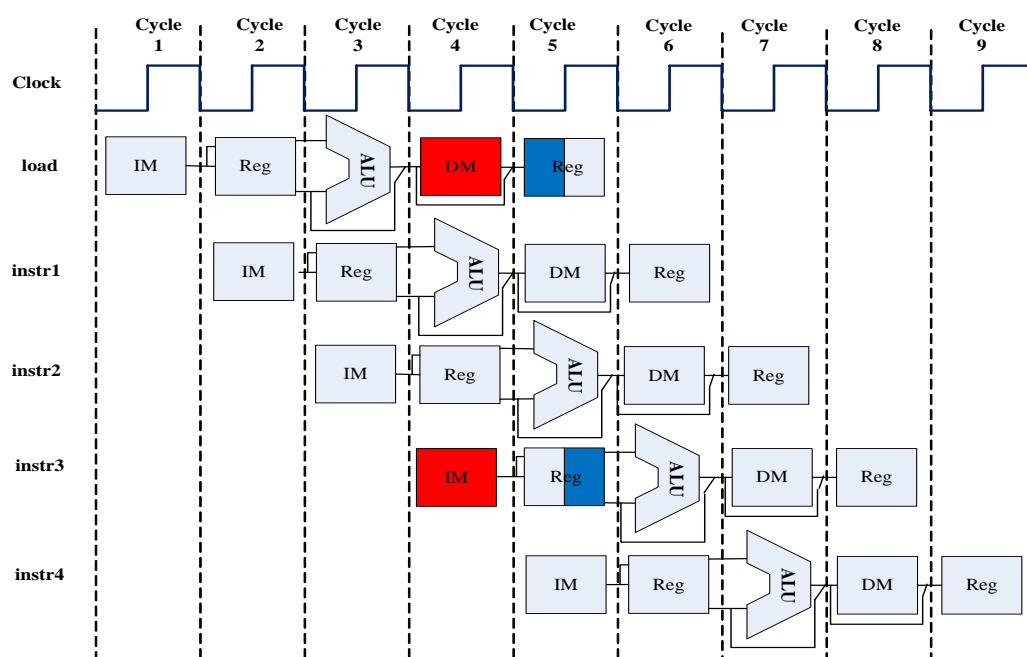 Cycle 1 Cycle 2 Cycle 3 Cycle 4 Cycle 5 Cycle 6 Cycle 7 Cycle 8 Cycle 9
Clock
load IM Reg ALU DM Reg
instr1 IM Reg ALU DM Reg
instr2 IM Reg ALU DM Reg
instr3 IM Reg ALU DM Reg
instr4 IM Reg ALU DM Reg